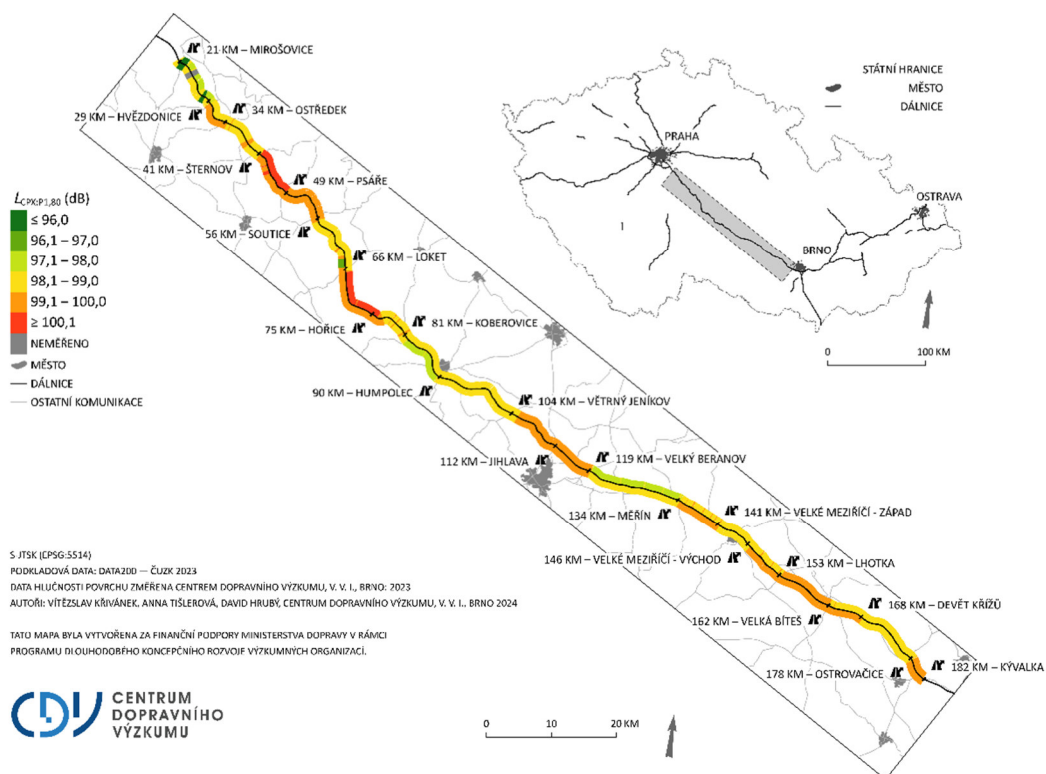 21 KM – MIROŠOVICE
29 KM – HVĚZDONICE
34 KM – OSTŘEDEK
41 KM – ŠTERNOV
49 KM – PSÁŘE
56 KM – SOUTICE
66 KM – LOKET
75 KM – HOŘICE
81 KM – KOBEROVICE
90 KM – HUMPOLEC
104 KM – VĚTRNÝ JENÍKOV
112 KM – JIHLAVA
119 KM – VELKÝ BERANOV
134 KM – MĚŘÍN
141 KM – VELKÉ MEZIŘÍČÍ - ZÁPAD
146 KM – VELKÉ MEZIŘÍČÍ - VÝCHOD
153 KM – LHOTKA
162 KM – VELKÁ BÍTEŠ
168 KM – DEVĚT KŘÍŽŮ
178 KM – OSTROVAČICE
182 KM – KÝVALKA
STÁTNÍ HRANICE
MĚSTO
DÁLNICE
PRAHA
OSTRAVA
BRNO
0 100 KM
L CPX:P1,80 (dB)
≤ 96,0
96,1 – 97,0
97,1 – 98,0
98,1 – 99,0
99,1 – 100,0
≥ 100,1
NEMĚŘENO
MĚSTO
DÁLNICE
OSTATNÍ KOMUNIKACE
S JTSK (EPSG:5514)
PODKLADOVÁ DATA: DATA200 — ČUZK 2023
DATA HLUČNOSTI POVRCHU ZMĚŘENA CENTREM DOPRAVNÍHO VÝZKUMU, V. V. I., BRNO: 2023
AUTOŘI: VÍTĚZSLAV KŘIVÁNEK, ANNA TIŠLEROVÁ, DAVID HRUBÝ, CENTRUM DOPRAVNÍHO VÝZKUMU, V. V. I., BRNO 2024
TATO MAPA BYLA VYTVOŘENA ZA FINANČNÍ PODPORY MINISTERSTVA DOPRAVY V RÁMCI
PROGRAMU DLOUHODOBÉHO KONCEPČNÍHO ROZVOJE VÝZKUMNÝCH ORGANIZACÍ.
CDV
CENTRUM
DOPRAVNÍHO
VÝZKUMU
0 10 20 KM